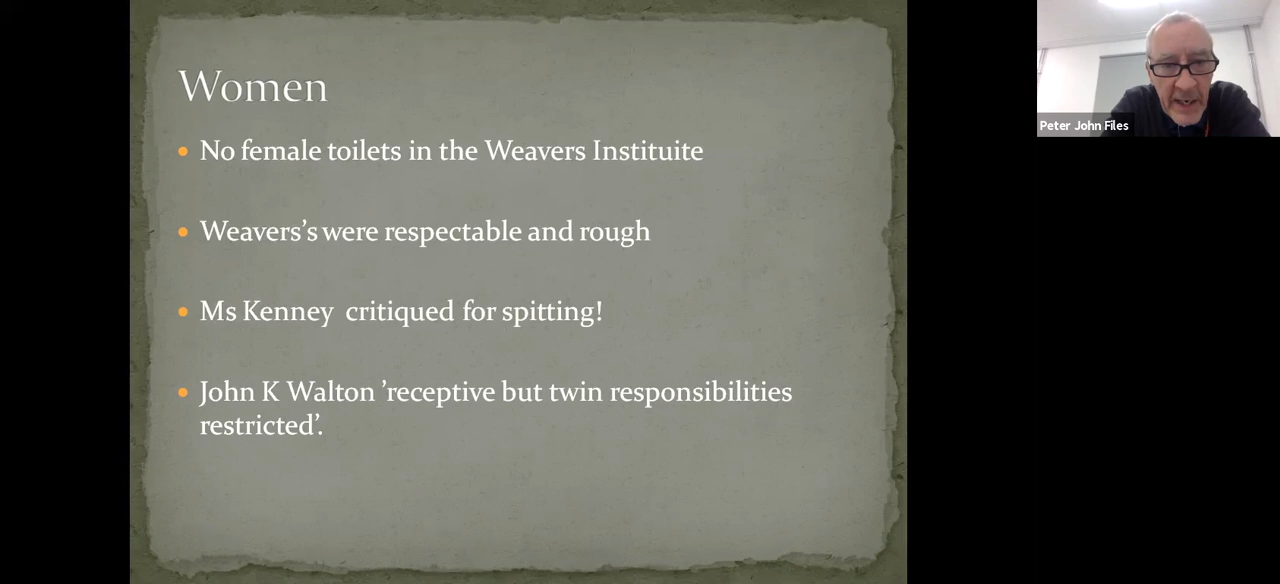 Women
• No female toilets in the Weavers Instituite
• Weavers’s were respectable and rough
• Ms Kenney critiqued for spitting!
• John K Walton ’receptive but twin responsibilities
restricted’.
Peter John Files